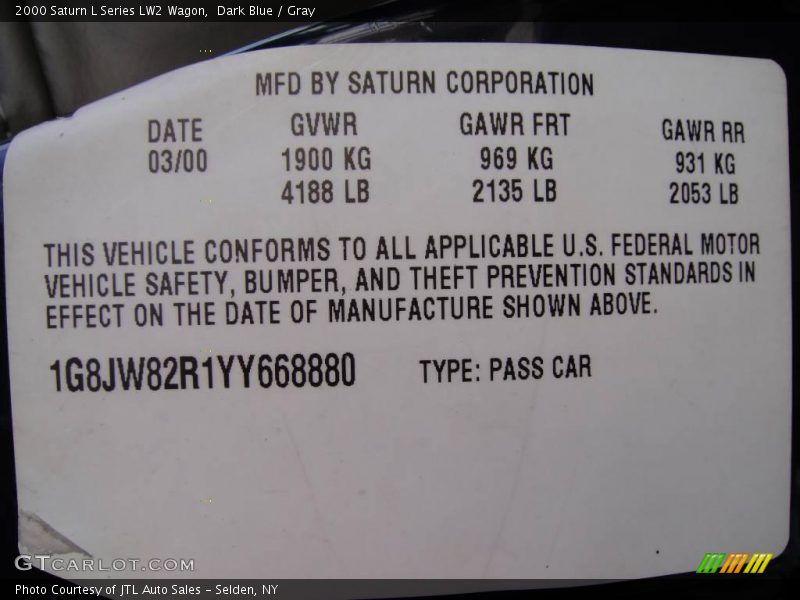 2000 Saturn L Series LW2 Wagon,  Dark Blue / Gray
MFD BY SATURN CORPORATION
DATE GVWR GAWR FRT GAWR RR
03/00 1900 KG 969 KG 931 KG
4188 LB 2135 LB 2053 LB
THIS VEHICLE CONFORMS TO ALL APPLICABLE U.S. FEDERAL MOTOR
VEHICLE SAFETY, BUMPER, AND THEFT PREVENTION STANDARDS IN
EFFECT ON THE DATE OF MANUFACTURE SHOWN ABOVE.
1G8JW82R1YY668880 TYPE: PASS CAR
GTCARLOT.COM
Photo Courtesy of JTL Auto Sales - Selden, NY